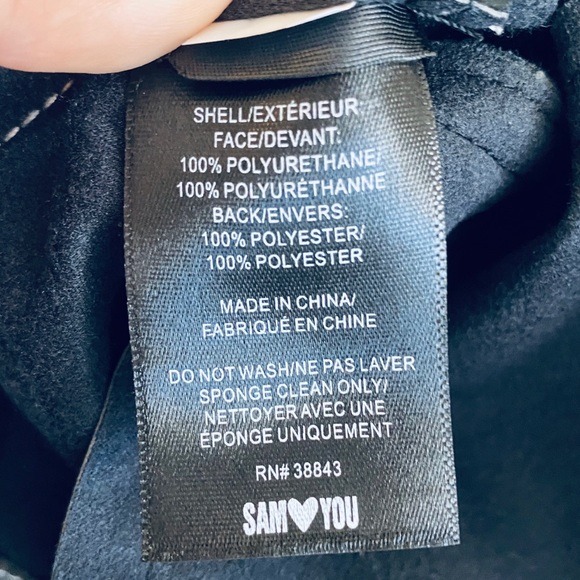 SHELL/EXTÉRIEUR
FACE/DEVANT:
100% POLYURETHANE/
100% POLYURÉTHANNE
BACK/ENVERS:
100% POLYESTER/
100% POLYESTER
MADE IN CHINA/
FABRIQUÉ EN CHINE
DO NOT WASH/NE PAS LAVER
SPONGE CLEAN ONLY/
NETTOYER AVEC UNE
ÉPONGE UNIQUEMENT
RN# 38843
SAM♥YOU